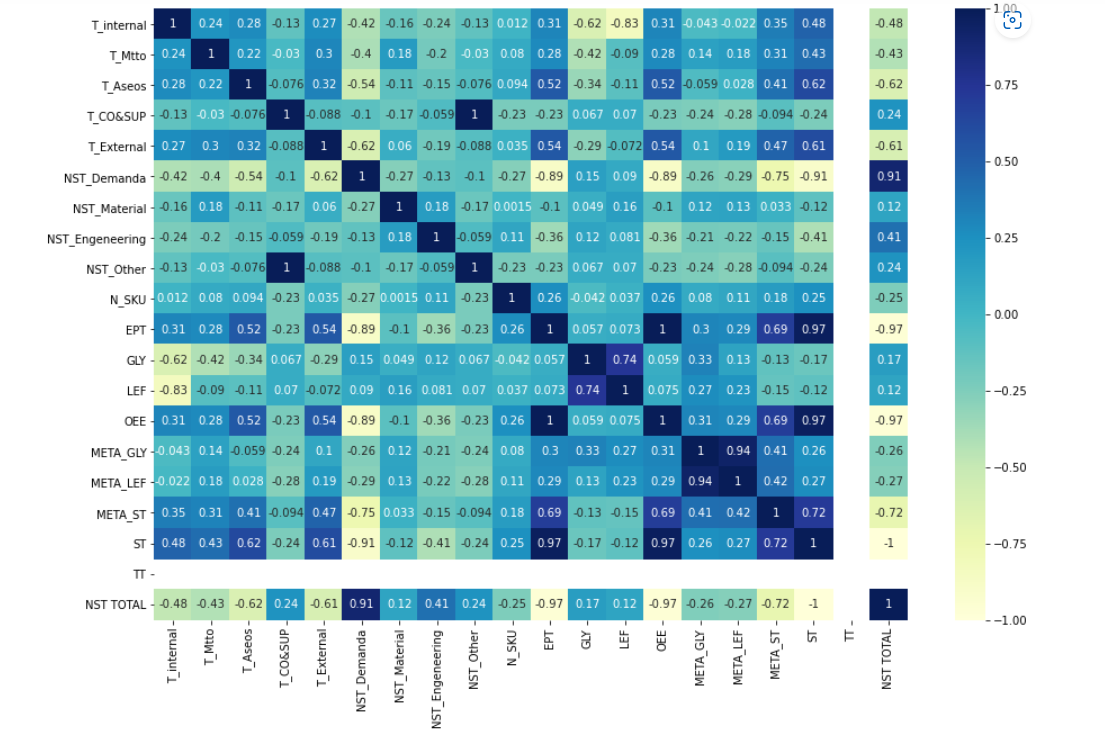 T_internal 1 0.24 0.28 -0.13 0.27 -0.42 -0.16 -0.24 -0.13 0.012 0.31 -0.62 -0.83 0.31 -0.043 -0.022 0.35 0.48 -0.48
T_Mtto 0.24 1 0.22 -0.03 0.3 -0.4 0.18 -0.2 -0.03 0.08 0.28 -0.42 -0.09 0.28 0.14 0.18 0.31 0.43 -0.43
T_Aseos 0.28 0.22 1 -0.076 0.32 -0.54 -0.11 -0.15 -0.076 0.094 0.52 -0.34 -0.11 0.52 -0.059 0.028 0.41 0.62 -0.62
T_CO&SUP -0.13 -0.03 -0.076 1 -0.088 -0.1 -0.17 -0.059 1 -0.23 -0.23 0.067 0.07 -0.23 -0.24 -0.28 -0.094 -0.24 0.24
T_External 0.27 0.3 0.32 -0.088 1 -0.62 0.06 -0.19 -0.088 0.035 0.54 -0.29 -0.072 0.54 0.1 0.19 0.47 0.61 -0.61
NST_Demanda -0.42 -0.4 -0.54 -0.1 -0.62 1 -0.27 -0.13 -0.1 -0.27 -0.89 0.15 0.09 -0.89 -0.26 -0.29 -0.75 -0.91 0.91
NST_Material -0.16 0.18 -0.11 -0.17 0.06 -0.27 1 0.18 -0.17 0.0015 -0.1 0.049 0.16 -0.1 0.12 0.13 0.033 -0.12 0.12
NST_Engeneering -0.24 -0.2 -0.15 -0.059 -0.19 -0.13 0.18 1 -0.059 0.11 -0.36 0.12 0.081 -0.36 -0.21 -0.22 -0.15 -0.41 0.41
NST_Other -0.13 -0.03 -0.076 1 -0.088 -0.1 -0.17 -0.059 1 -0.23 -0.23 0.067 0.07 -0.23 -0.24 -0.28 -0.094 -0.24 0.24
N_SKU 0.012 0.08 0.094 -0.23 0.035 -0.27 0.0015 0.11 -0.23 1 0.26 -0.042 0.037 0.26 0.08 0.11 0.18 0.25 -0.25
EPT 0.31 0.28 0.52 -0.23 0.54 -0.89 -0.1 -0.36 -0.23 0.26 1 0.057 0.073 1 0.3 0.29 0.69 0.97 -0.97
GLY -0.62 -0.42 -0.34 0.067 -0.29 0.15 0.049 0.12 0.067 -0.042 0.057 1 0.74 0.059 0.33 0.13 -0.13 -0.17 0.17
LEF -0.83 -0.09 -0.11 0.07 -0.072 0.09 0.16 0.081 0.07 0.037 0.073 0.74 1 0.075 0.27 0.23 -0.15 -0.12 0.12
OEE 0.31 0.28 0.52 -0.23 0.54 -0.89 -0.1 -0.36 -0.23 0.26 1 0.059 0.075 1 0.31 0.29 0.69 0.97 -0.97
META_GLY -0.043 0.14 -0.059 -0.24 0.1 -0.26 0.12 -0.21 -0.24 0.08 0.3 0.33 0.27 0.31 1 0.94 0.41 0.26 -0.26
META_LEF -0.022 0.18 0.028 -0.28 0.19 -0.29 0.13 -0.22 -0.28 0.11 0.29 0.13 0.23 0.29 0.94 1 0.42 0.27 -0.27
META_ST 0.35 0.31 0.41 -0.094 0.47 -0.75 0.033 -0.15 -0.094 0.18 0.69 -0.13 -0.15 0.69 0.41 0.42 1 0.72 -0.72
ST 0.48 0.43 0.62 -0.24 0.61 -0.91 -0.12 -0.41 -0.24 0.25 0.97 -0.17 -0.12 0.97 0.26 0.27 0.72 1 -1
TT
NST TOTAL -0.48 -0.43 -0.62 0.24 -0.61 0.91 0.12 0.41 0.24 -0.25 -0.97 0.17 0.12 -0.97 -0.26 -0.27 -0.72 -1 1
T_internal
T_Mtto
T_Aseos
T_CO&SUP
T_External
NST_Demanda
NST_Material
NST_Engeneering
NST_Other
N_SKU
EPT
GLY
LEF
OEE
META_GLY
META_LEF
META_ST
ST
TT
NST TOTAL
1.00
0.75
0.50
0.25
0.00
-0.25
-0.50
-0.75
-1.00